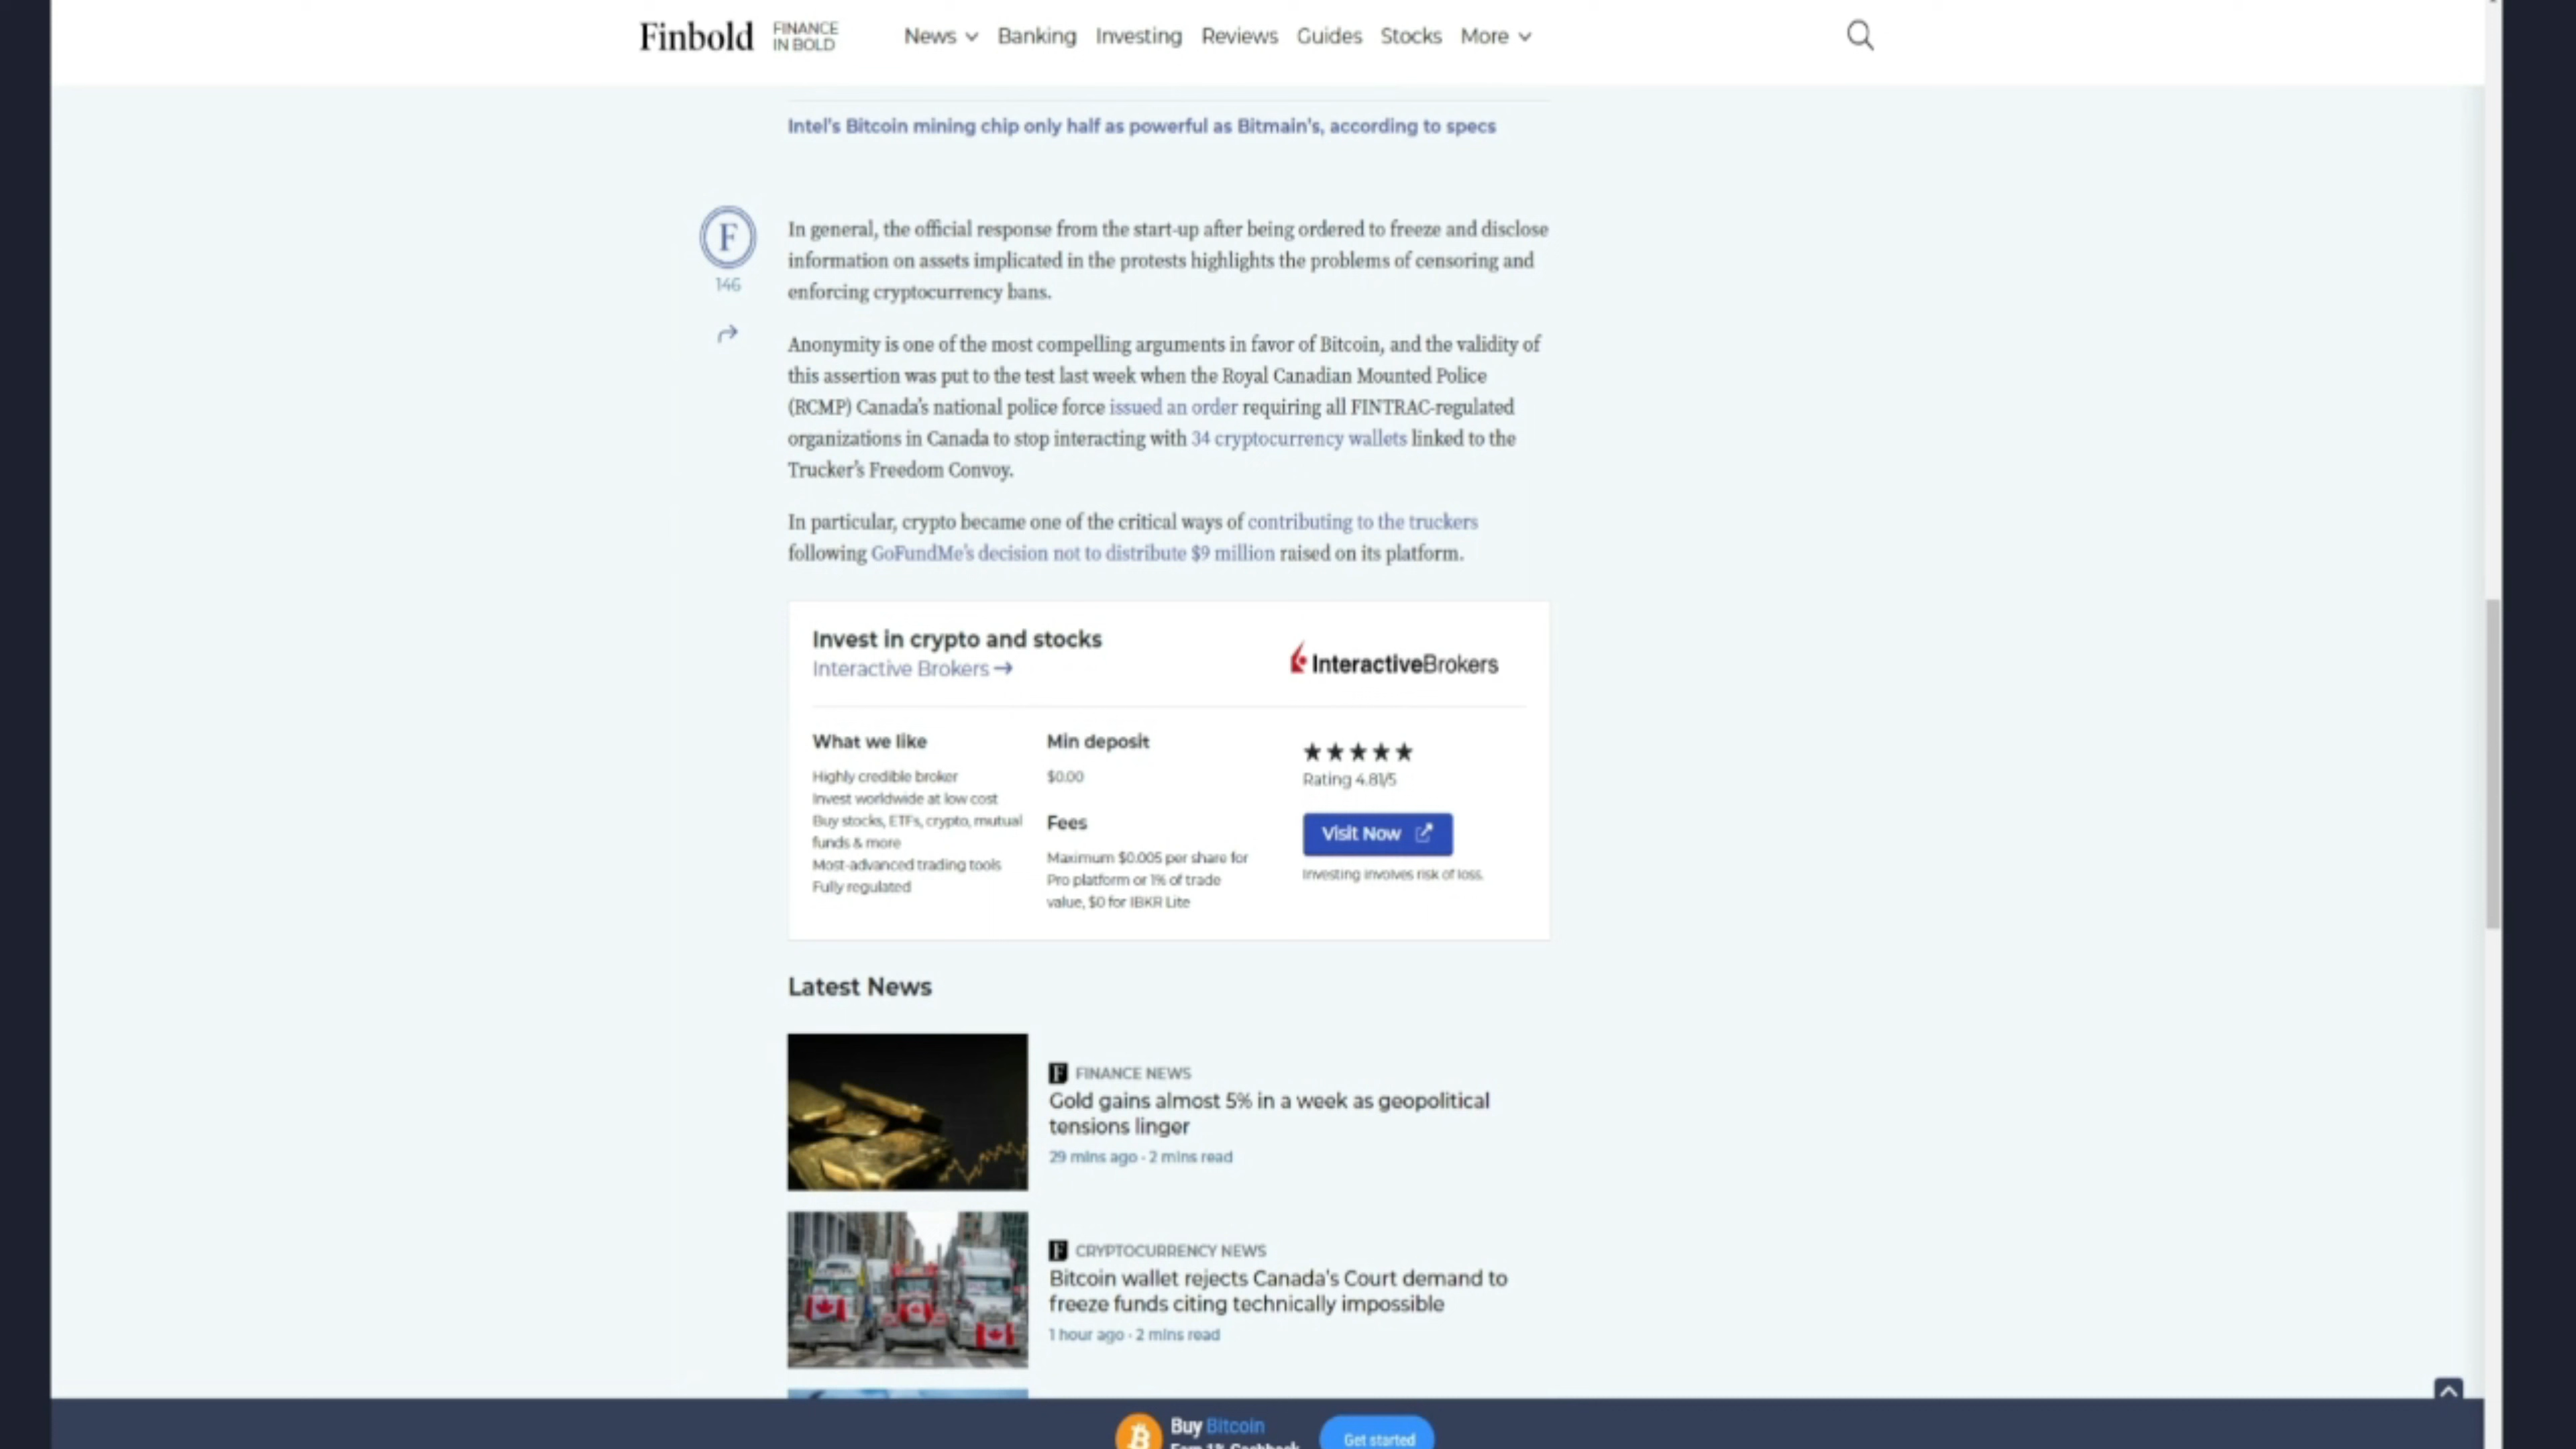 Finbold
FINANCE
IN BOLD
News Banking Investing Reviews Guides Stocks More
Intel's Bitcoin mining chip only half as powerful as Bitmain's, according to specs
F
146
In general, the official response from the start-up after being ordered to freeze and disclose
information on assets implicated in the protests highlights the problems of censoring and
enforcing cryptocurrency bans.
Anonymity is one of the most compelling arguments in favor of Bitcoin, and the validity of
this assertion was put to the test last week when the Royal Canadian Mounted Police
(RCMP) Canada's national police force issued an order requiring all FINTRAC-regulated
organizations in Canada to stop interacting with 34 cryptocurrency wallets linked to the
Trucker's Freedom Convoy.
In particular, crypto became one of the critical ways of contributing to the truckers
following GoFundMe's decision not to distribute $9 million raised on its platform.
Invest in crypto and stocks
Interactive Brokers →
InteractiveBrokers
What we like
Highly credible broker
Invest worldwide at low cost
Buy stocks, ETFs, crypto, mutual
funds & more
Most-advanced trading tools
Fully regulated
Min deposit
$0.00
Fees
Maximum $0.005 per share for
Pro platform or 1% of trade
value, $0 for IBKR Lite
★★★★★
Rating 4.81/5
Visit Now
Investing involves risk of loss.
Latest News
F FINANCE NEWS
Gold gains almost 5% in a week as geopolitical
tensions linger
29 mins ago · 2 mins read
F CRYPTOCURRENCY NEWS
Bitcoin wallet rejects Canada's Court demand to
freeze funds citing technically impossible
1 hour ago · 2 mins read
Buy Bitcoin
Earn 1% Cashback
Get started